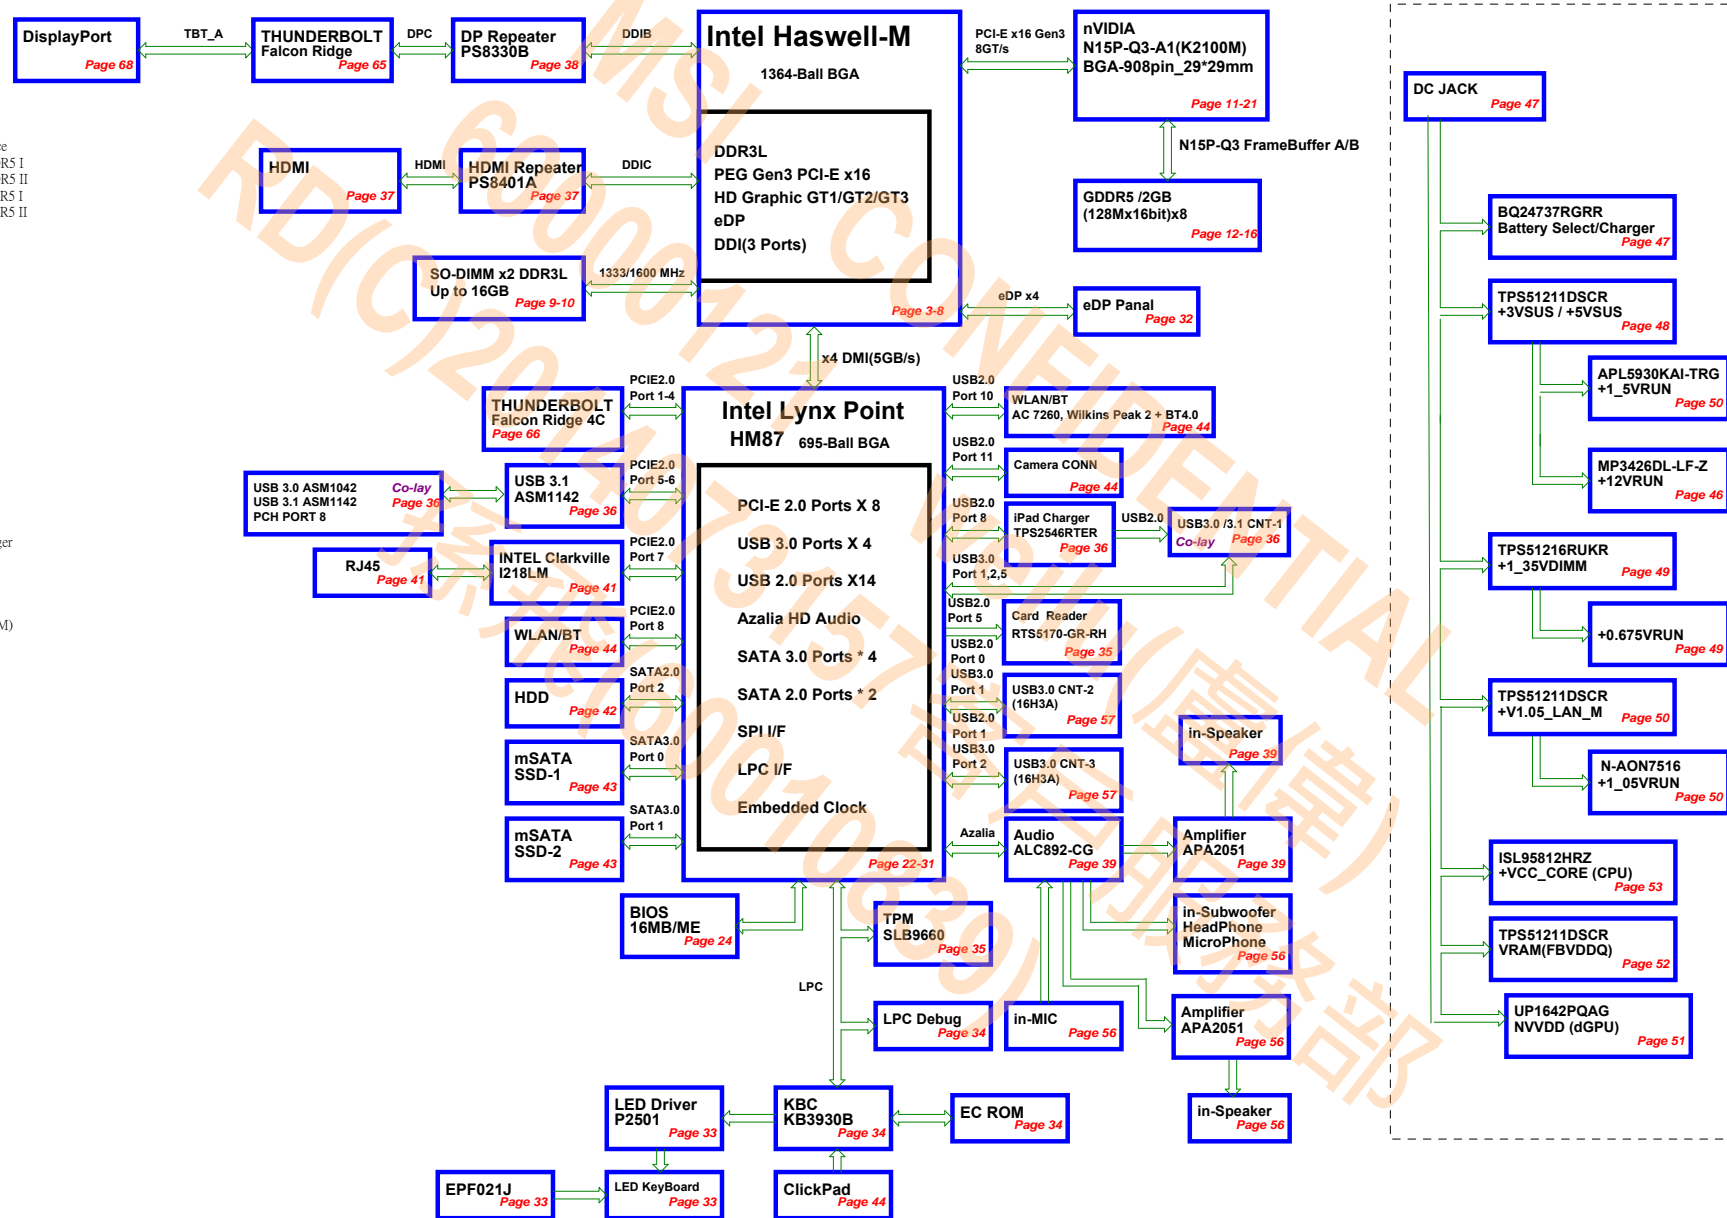 DisplayPort
Page 68
TBT_A
THUNDERBOLT
Falcon Ridge
Page 65
DPC
DP Repeater
PS8330B
Page 38
DDIB
Intel Haswell-M
1364-Ball BGA
DDR3L
PEG Gen3 PCI-E x16
HD Graphic GT1/GT2/GT3
eDP
DDI(3 Ports)
Page 3-8
PCI-E x16 Gen3
8GT/s
nVIDIA
N15P-Q3-A1(K2100M)
BGA-908pin_29*29mm
Page 11-21
N15P-Q3 FrameBuffer A/B
GDDR5 /2GB
(128Mx16bit)x8
Page 12-16
ce
R5 I
R5 II
R5 I
R5 II
HDMI
Page 37
HDMI
HDMI Repeater
PS8401A
Page 37
DDIC
SO-DIMM x2 DDR3L
Up to 16GB
Page 9-10
1333/1600 MHz
eDP x4
eDP Panal
Page 32
x4 DMI(5GB/s)
Intel Lynx Point
HM87 695-Ball BGA
PCI-E 2.0 Ports X 8
USB 3.0 Ports X 4
USB 2.0 Ports X14
Azalia HD Audio
SATA 3.0 Ports * 4
SATA 2.0 Ports * 2
SPI I/F
LPC I/F
Embedded Clock
Page 22-31
THUNDERBOLT
Falcon Ridge 4C
Page 66
PCIE2.0
Port 1-4
USB 3.0 ASM1042
USB 3.1 ASM1142
PCH PORT 8
Co-lay
Page 36
USB 3.1
ASM1142
Page 36
PCIE2.0
Port 5-6
ger
M)
RJ45
Page 41
INTEL Clarkville
I218LM
Page 41
PCIE2.0
Port 7
WLAN/BT
Page 44
PCIE2.0
Port 8
HDD
Page 42
SATA2.0
Port 2
mSATA
SSD-1
Page 43
SATA3.0
Port 0
mSATA
SSD-2
Page 43
SATA3.0
Port 1
USB2.0
Port 10
WLAN/BT
AC 7260, Wilkins Peak 2 + BT4.0
Page 44
USB2.0
Port 11
Camera CONN
Page 44
USB2.0
Port 8
iPad Charger
TPS2546RTER
Page 36
USB2.0
USB3.0 /3.1 CNT-1
Co-lay Page 36
USB3.0
Port 1,2,5
USB2.0
Port 5
Card Reader
RTS5170-GR-RH
Page 35
USB2.0
Port 0
USB3.0
Port 1
USB3.0 CNT-2
(16H3A)
Page 57
USB2.0
Port 1
USB3.0
Port 2
USB3.0 CNT-3
(16H3A)
Page 57
Azalia
Audio
ALC892-CG
Page 39
in-Speaker
Page 39
Amplifier
APA2051
Page 39
in-Subwoofer
HeadPhone
MicroPhone
Page 56
in-MIC
Page 56
Amplifier
APA2051
Page 56
in-Speaker
Page 56
BIOS
16MB/ME
Page 24
TPM
SLB9660
Page 35
LPC
LPC Debug
Page 34
LED Driver
P2501
Page 33
KBC
KB3930B
Page 34
EC ROM
Page 34
EPF021J
Page 33
LED KeyBoard
Page 33
ClickPad
Page 44
DC JACK
Page 47
BQ24737RGRR
Battery Select/Charger
Page 47
TPS51211DSCR
+3VSUS / +5VSUS
Page 48
APL5930KAI-TRG
+1_5VRUN
Page 50
MP3426DL-LF-Z
+12VRUN
Page 46
TPS51216RUKR
+1_35VDIMM
Page 49
+0.675VRUN
Page 49
TPS51211DSCR
+V1.05_LAN_M
Page 50
N-AON7516
+1_05VRUN
Page 50
ISL95812HRZ
+VCC_CORE (CPU)
Page 53
TPS51211DSCR
VRAM(FBVDDQ)
Page 52
UP1642PQAG
NVVDD (dGPU)
Page 51
MSI CONFIDENTIAL